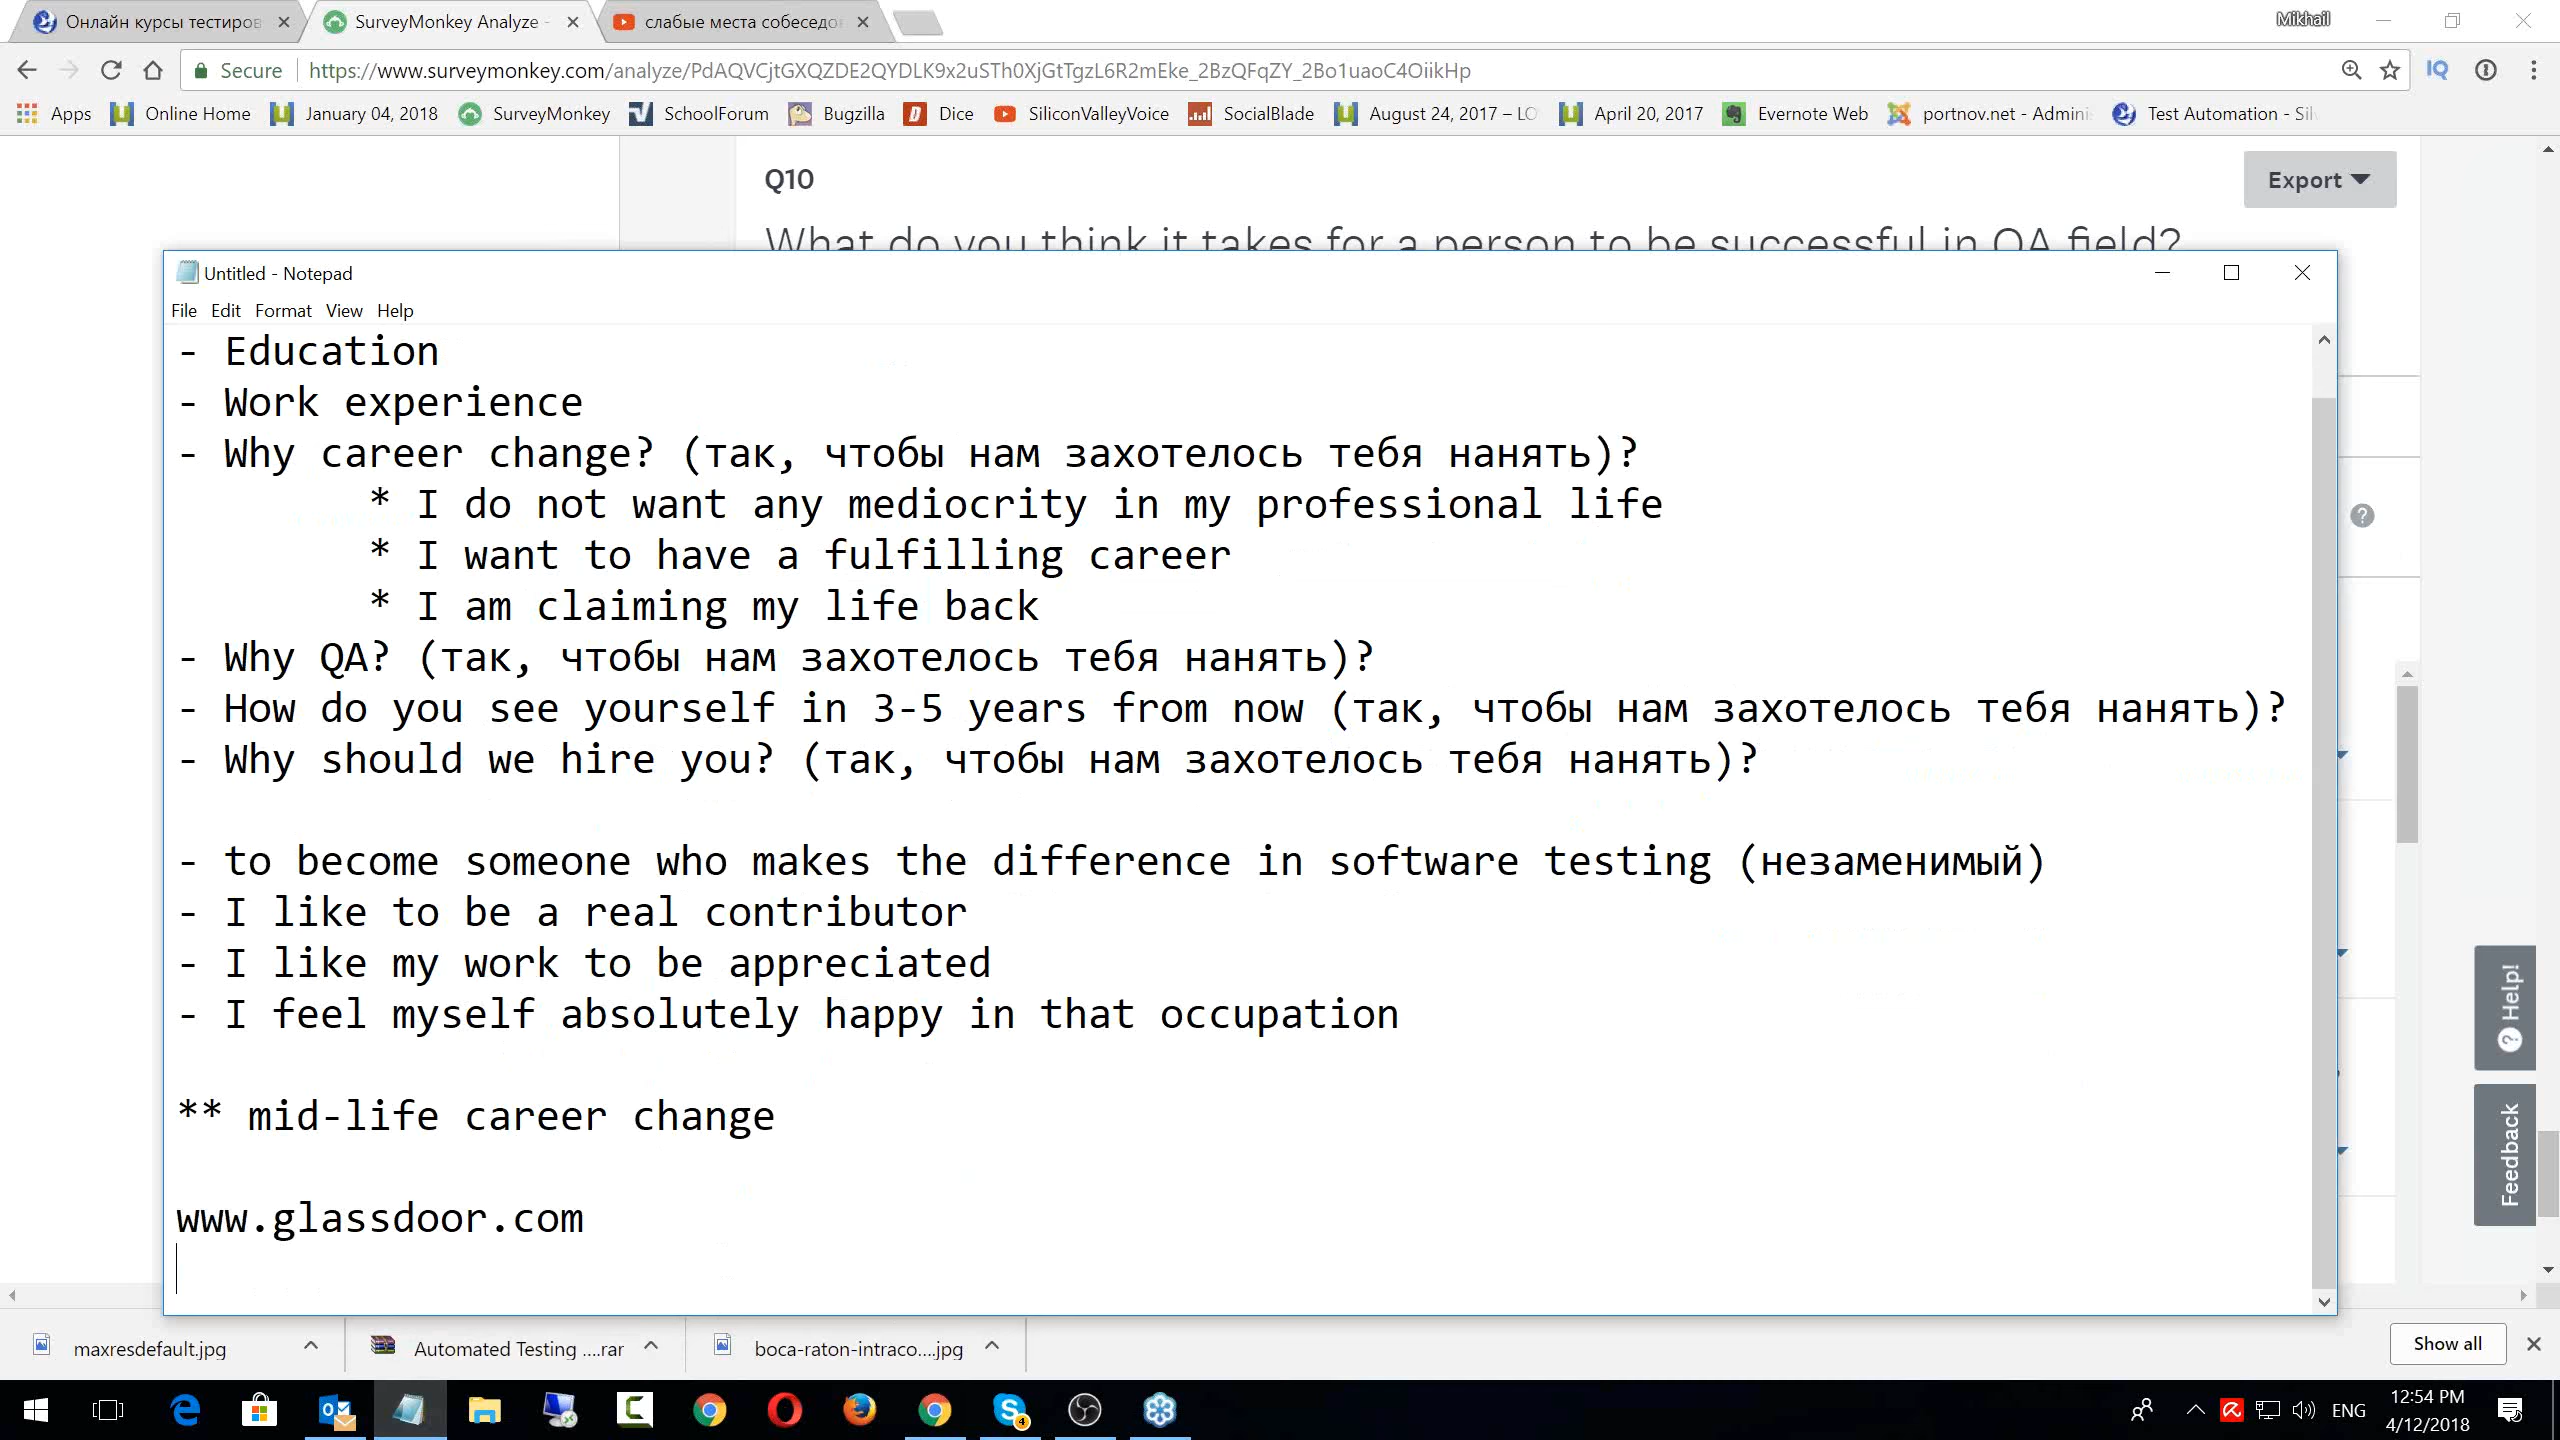 Онлайн курсы тестиров
SurveyMonkey Analyze -
слабые места собеседо
Mikhail
Secure
https://www.surveymonkey.com/analyze/PdAQVCjtGXQZDE2QYDLK9x2uSTh0XjGtTgzL6R2mEke_2BzQFqZY_2Bo1uaoC4OiikHp
Apps
Online Home
January 04, 2018
SurveyMonkey
SchoolForum
Bugzilla
Dice
SiliconValleyVoice
SocialBlade
August 24, 2017 – LO
April 20, 2017
Evernote Web
portnov.net - Admini
Test Automation - Sil
Q10
Export
What do you think it takes for a person to be successful in QA field?
Untitled - Notepad
File Edit Format View Help
- Education
- Work experience
- Why career change? (так, чтобы нам захотелось тебя нанять)?
* I do not want any mediocrity in my professional life
* I want to have a fulfilling career
* I am claiming my life back
- Why QA? (так, чтобы нам захотелось тебя нанять)?
- How do you see yourself in 3-5 years from now (так, чтобы нам захотелось тебя нанять)?
- Why should we hire you? (так, чтобы нам захотелось тебя нанять)?
- to become someone who makes the difference in software testing (незаменимый)
- I like to be a real contributor
- I like my work to be appreciated
- I feel myself absolutely happy in that occupation
** mid-life career change
www.glassdoor.com
Help!
Feedback
maxresdefault.jpg
Automated Testing ....rar
boca-raton-intraco....jpg
Show all
ENG
12:54 PM
4/12/2018